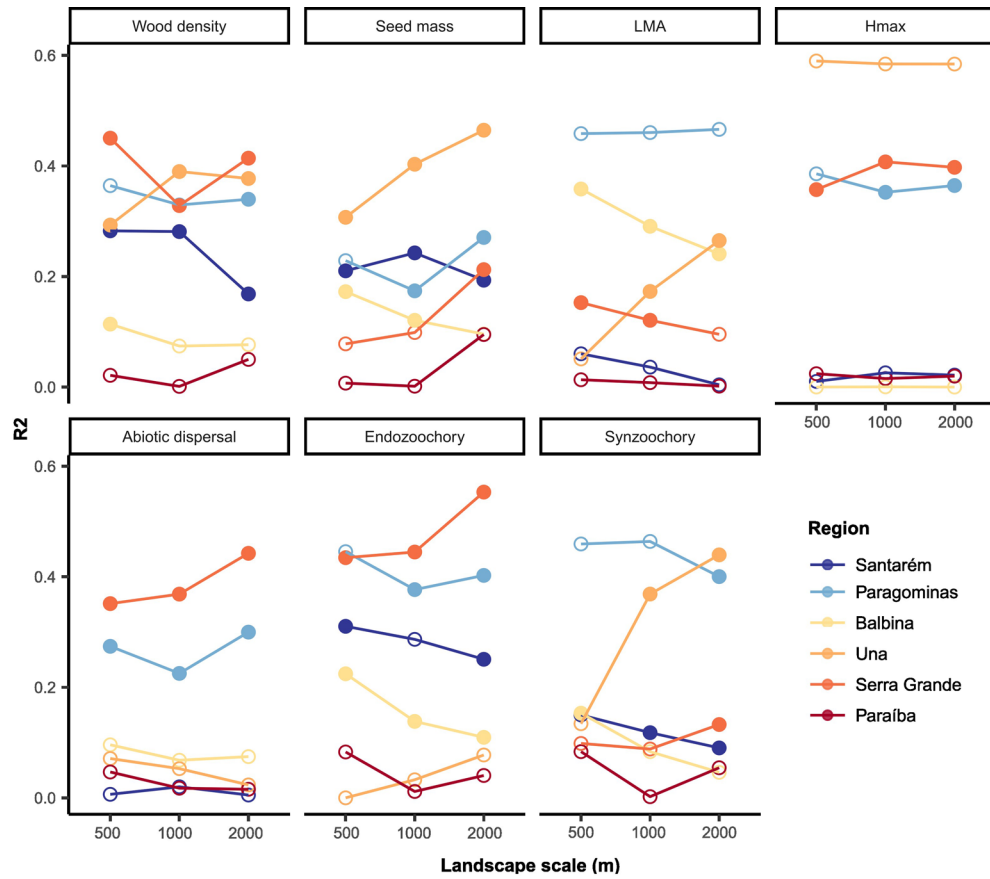 Wood density
Seed mass
LMA
Hmax
0.6
0.4
0.2
0.0
500 1000 2000
R2
Abiotic dispersal
Endozoochory
Synzoochory
0.6
0.4
0.2
0.0
500 1000 2000
500 1000 2000
500 1000 2000
Landscape scale (m)
Region
Santarém
Paragominas
Balbina
Una
Serra Grande
Paraíba